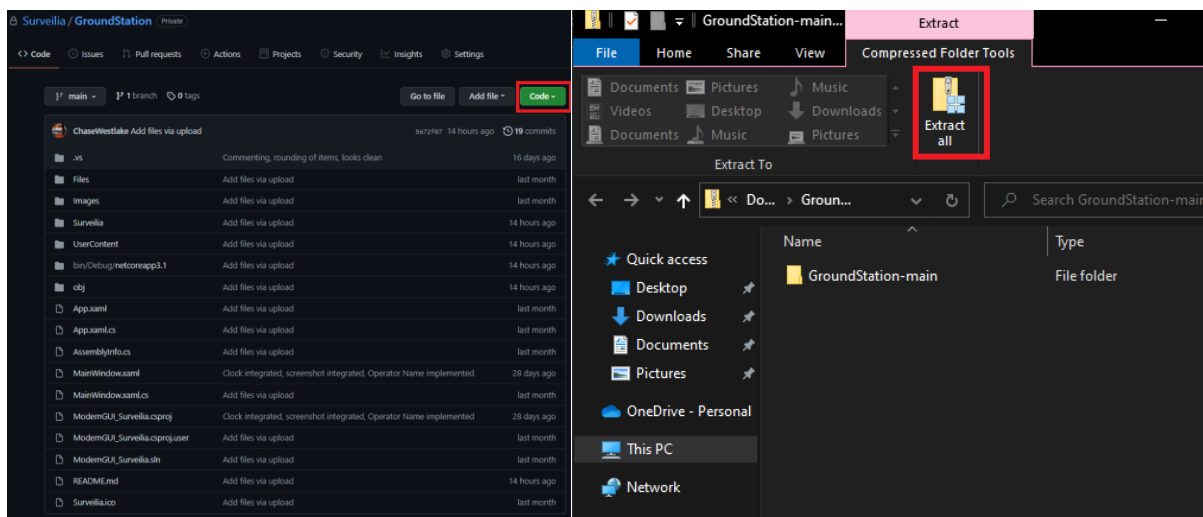 Surveilia / GroundStation Private
Code Issues Pull requests Actions Projects Security Insights Settings
main 1 branch 0 tags Go to file Add file Code
ChaseWestlake Add files via upload 9a72f07 14 hours ago 19 commits
.vs Commenting, rounding of items, looks clean 16 days ago
Files Add files via upload last month
Images Add files via upload last month
Surveilia Add files via upload 14 hours ago
UserContent Add files via upload 14 hours ago
bin/Debug/netcoreapp3.1 Add files via upload 14 hours ago
obj Add files via upload 14 hours ago
App.xaml Add files via upload last month
App.xaml.cs Add files via upload last month
AssemblyInfo.cs Add files via upload last month
MainWindow.xaml Clock integrated, screenshot integrated, Operator Name implemented 28 days ago
MainWindow.xaml.cs Add files via upload last month
ModernGUI_Surveilia.csproj Clock integrated, screenshot integrated, Operator Name implemented 28 days ago
ModernGUI_Surveilia.csproj.user Add files via upload last month
ModernGUI_Surveilia.sln Add files via upload last month
README.md Add files via upload 14 hours ago
Surveilia.ico Add files via upload last month
GroundStation-main... Extract
File Home Share View Compressed Folder Tools
Documents Pictures Music
Videos Desktop Downloads
Documents Music Pictures
Extract
all
Extract To
« Do... › Groun... Search GroundStation-main
Name Type
Quick access
GroundStation-main File folder
Desktop
Downloads
Documents
Pictures
OneDrive - Personal
This PC
Network